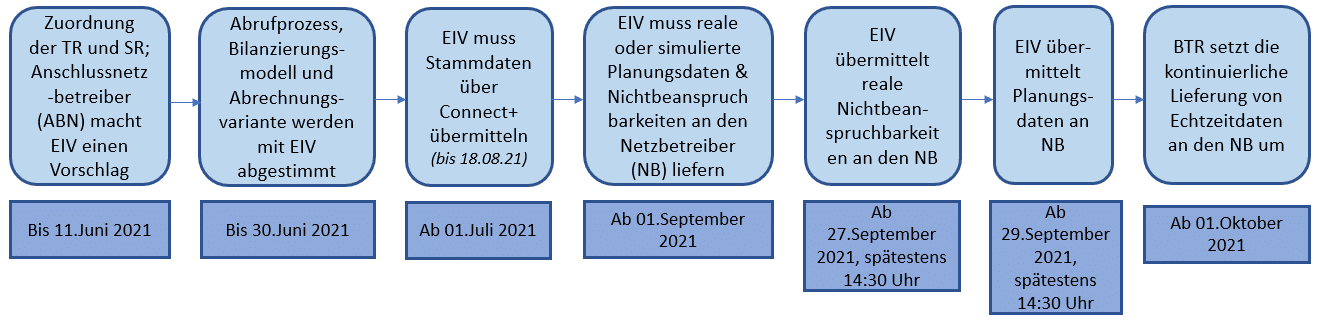 Zuordnung
der TR und SR;
Anschlussnetz
-betreiber
(ABN) macht
EIV einen
Vorschlag
Bis 11.Juni 2021
Abrufprozess,
Bilanzierungs-
modell und
Abrechnungs-
variante werden
mit EIV
abgestimmt
Bis 30.Juni 2021
EIV muss
Stammdaten
über
Connect+
übermitteln
(bis 18.08.21)
Ab 01.Juli 2021
EIV muss reale
oder simulierte
Planungsdaten &
Nichtbeanspruch
barkeiten an den
Netzbetreiber
(NB) liefern
Ab 01.September
2021
EIV
übermittelt
reale
Nichtbean-
spruchbarkeit
en an den NB
Ab
27.September
2021, spätestens
14:30 Uhr
EIV über-
mittelt
Planungs-
daten an
NB
Ab
29.September
2021,
spätestens
14:30 Uhr
BTR setzt die
kontinuierliche
Lieferung von
Echtzeitdaten
an den NB um
Ab 01.Oktober
2021